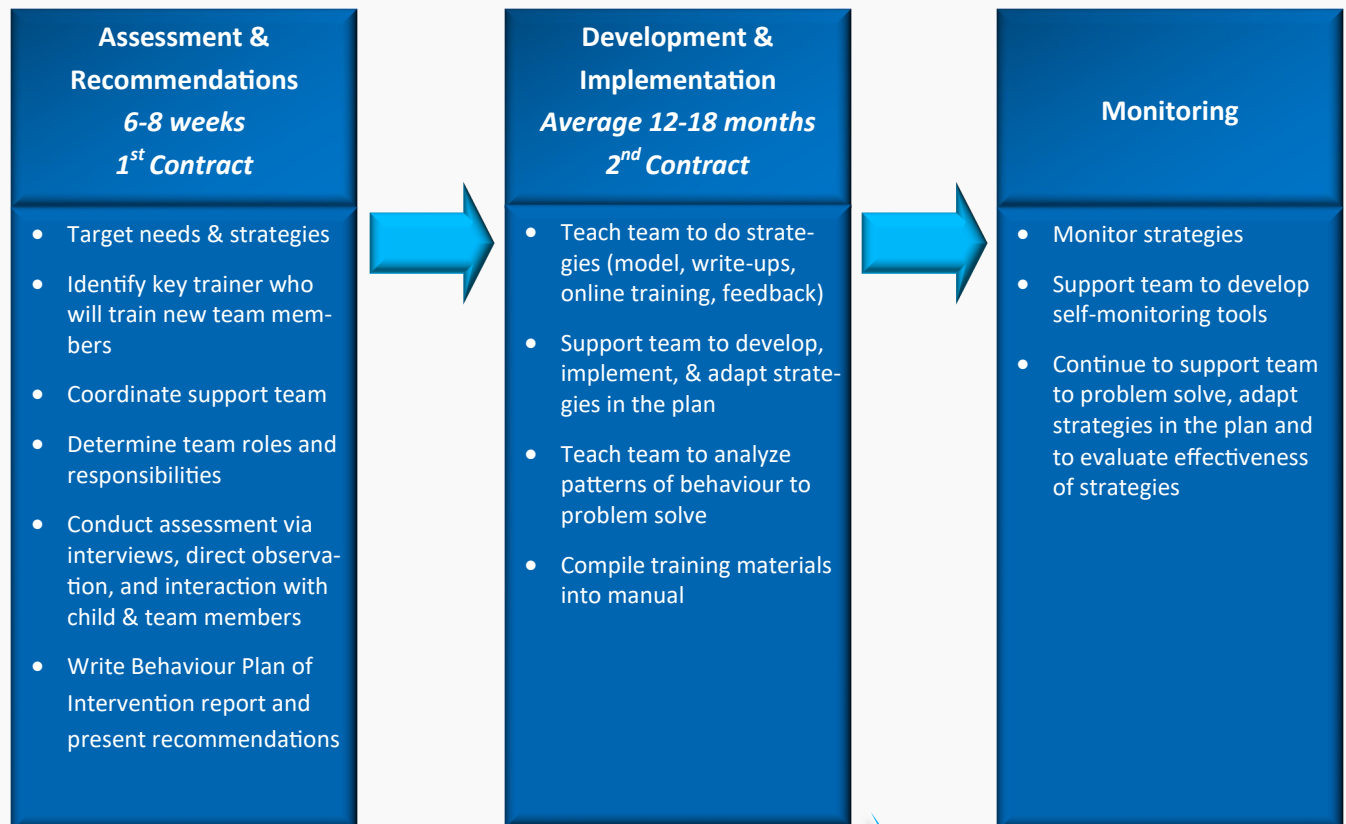 Assessment &
Recommendations
6-8 weeks
1st Contract
• Target needs & strategies
• Identify key trainer who
will train new team mem-
bers
• Coordinate support team
• Determine team roles and
responsibilities
• Conduct assessment via
interviews, direct observa-
tion, and interaction with
child & team members
• Write Behaviour Plan of
Intervention report and
present recommendations
Development &
Implementation
Average 12-18 months
2nd Contract
• Teach team to do strate-
gies (model, write-ups,
online training, feedback)
• Support team to develop,
implement, & adapt strate-
gies in the plan
• Teach team to analyze
patterns of behaviour to
problem solve
• Compile training materials
into manual
Monitoring
• Monitor strategies
• Support team to develop
self-monitoring tools
• Continue to support team
to problem solve, adapt
strategies in the plan and
to evaluate effectiveness
of strategies